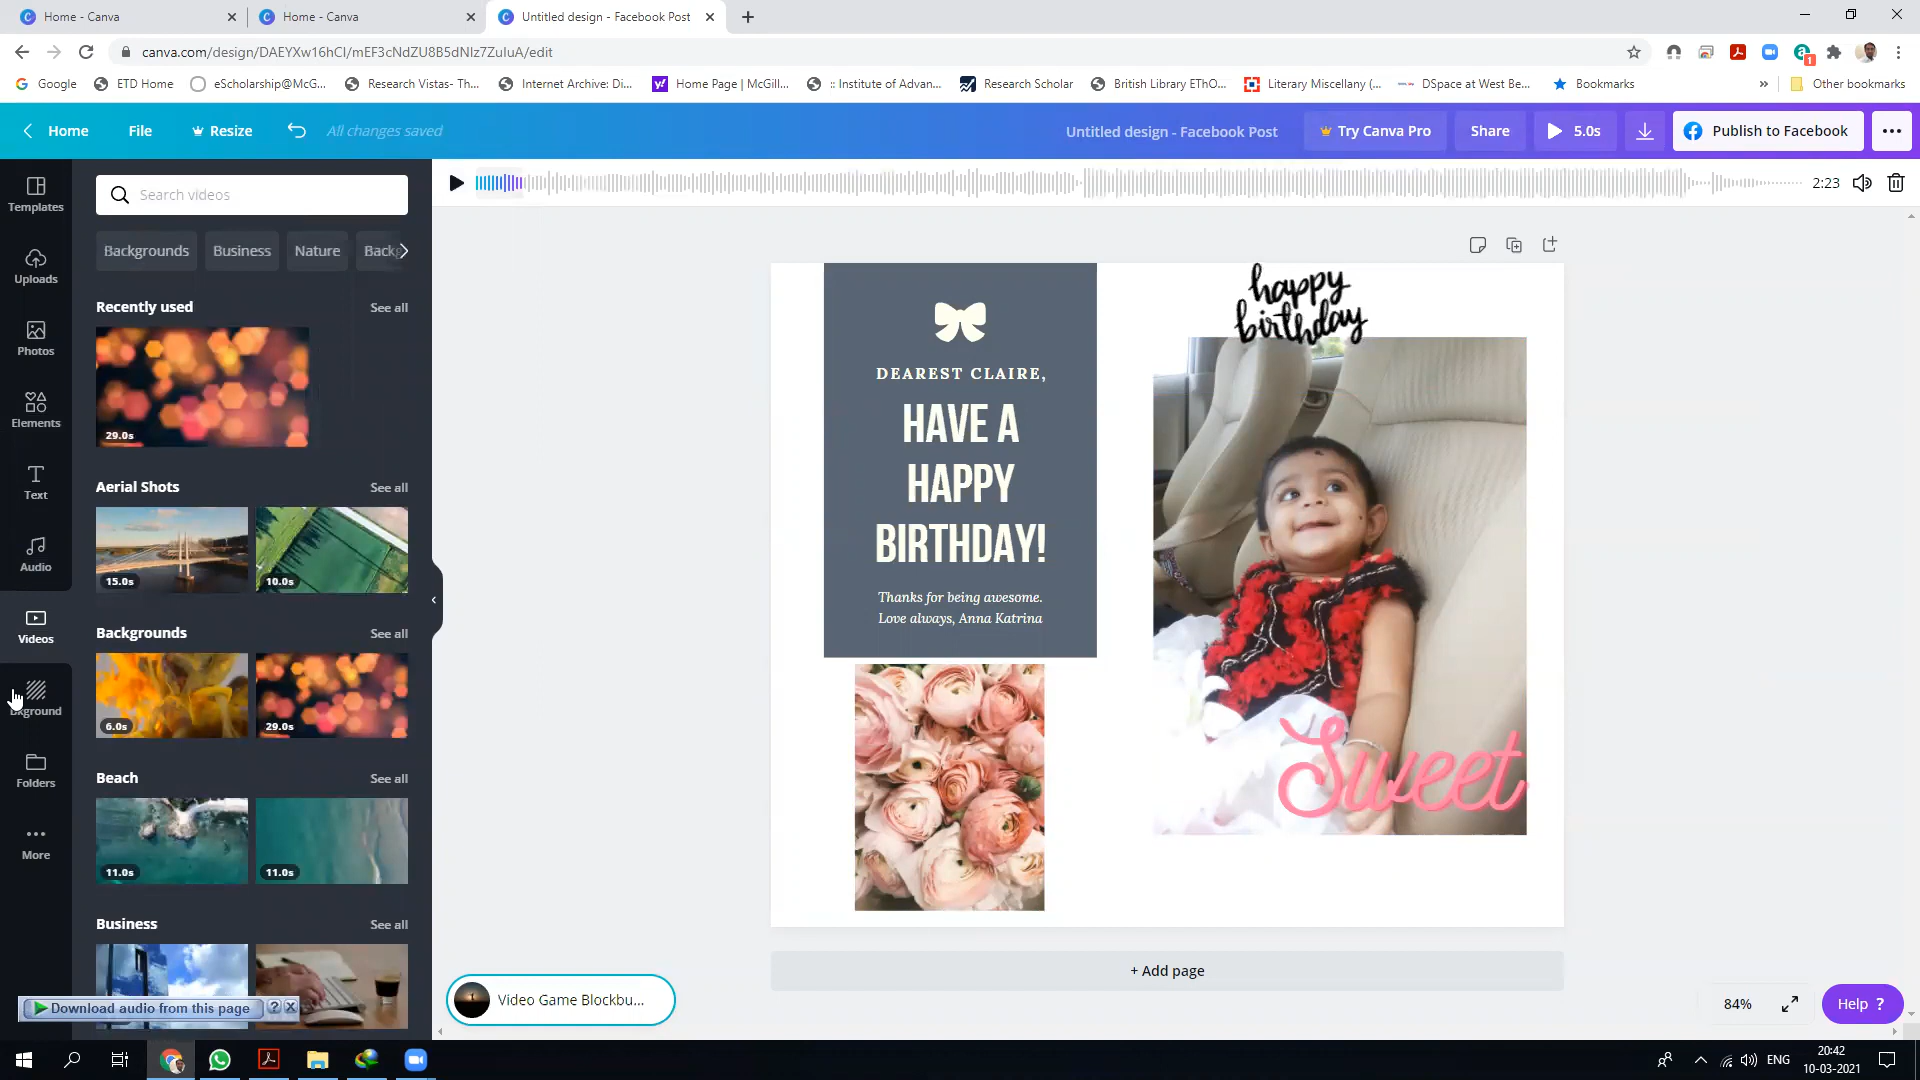 Home - Canva
Home - Canva
Untitled design - Facebook Post
canva.com/design/DAEYXw16hCI/mEF3cNdZU8B5dNlz7ZuIuA/edit
Google
ETD Home
eScholarship@McG...
Research Vistas- Th...
Internet Archive: Di...
Home Page | McGill...
:: Institute of Advan...
Research Scholar
British Library EThO...
Literary Miscellany (...
DSpace at West Be...
Bookmarks
»
Other bookmarks
Home
File
Resize
All changes saved
Untitled design - Facebook Post
Try Canva Pro
Share
5.0s
Publish to Facebook
Templates
Uploads
Photos
Elements
Text
Audio
Videos
kground
Folders
More
Search videos
Backgrounds
Business
Nature
Backg
Recently used
See all
29.0s
Aerial Shots
See all
15.0s
10.0s
Backgrounds
See all
6.0s
29.0s
Beach
See all
11.0s
11.0s
Business
See all
Download audio from this page
2:23
DEAREST CLAIRE,
HAVE A
HAPPY
BIRTHDAY!
Thanks for being awesome.
Love always, Anna Katrina
happy
birthday
Sweet
+ Add page
Video Game Blockbu...
84%
Help ?
1
ENG
20:42
10-03-2021